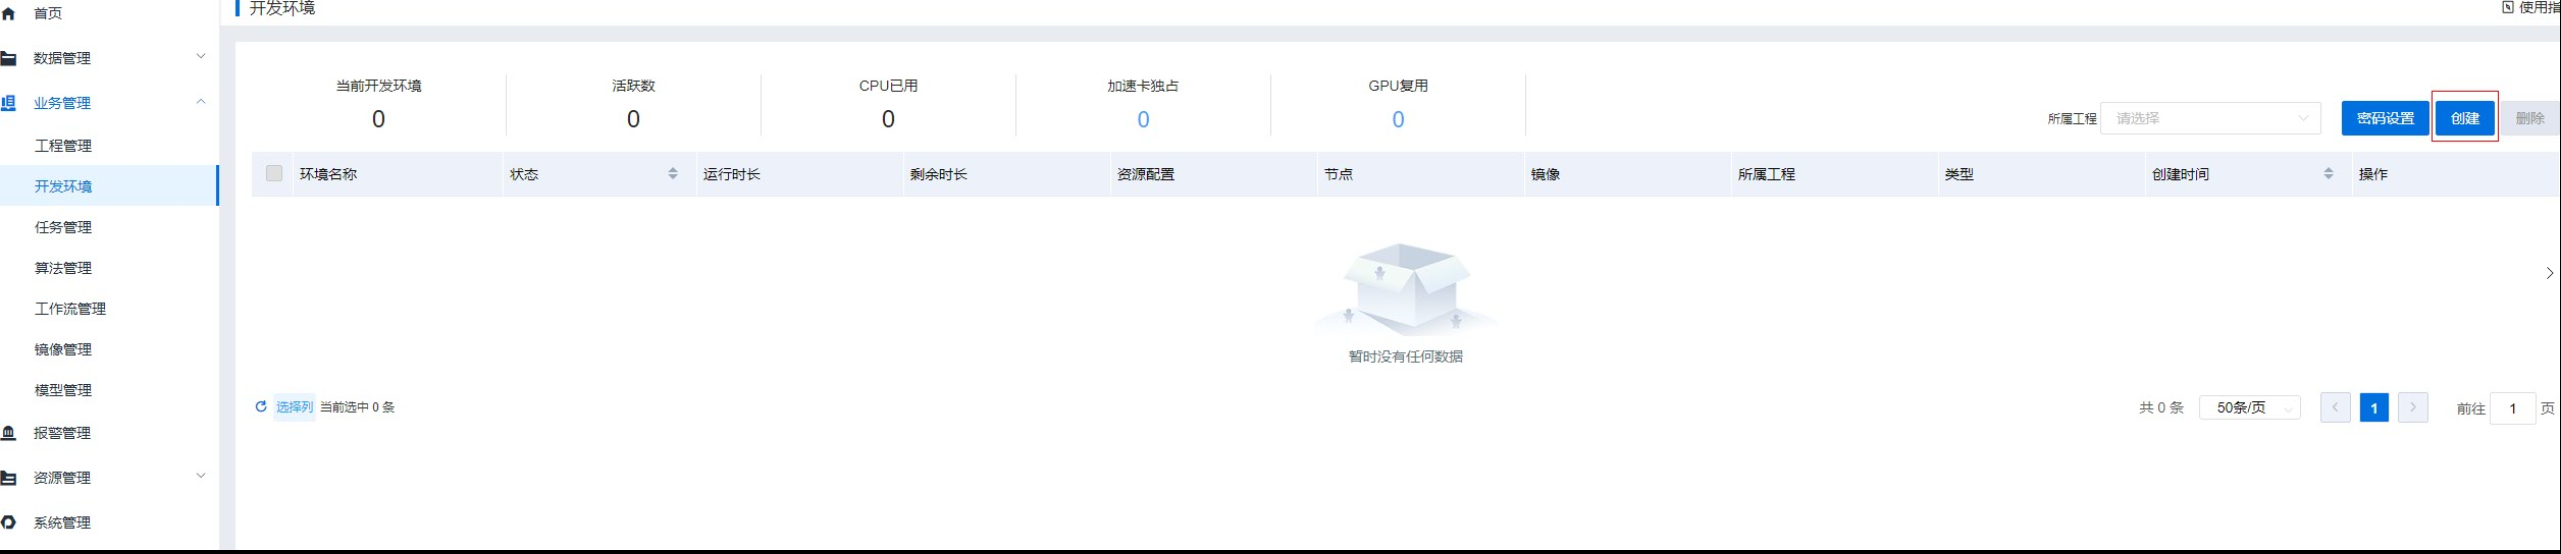 首页
数据管理
业务管理
工程管理
开发环境
任务管理
算法管理
工作流管理
镜像管理
模型管理
报警管理
资源管理
系统管理
开发环境
使用指
当前开发环境 活跃数 CPU已用 加速卡独占 GPU复用
0 0 0 0 0
所属工程 请选择 密码设置 创建 删除
环境名称 状态 运行时长 剩余时长 资源配置 节点 镜像 所属工程 类型 创建时间 操作
暂时没有任何数据
选择列 当前选中 0 条
共 0 条 50条/页 1 前往 1 页